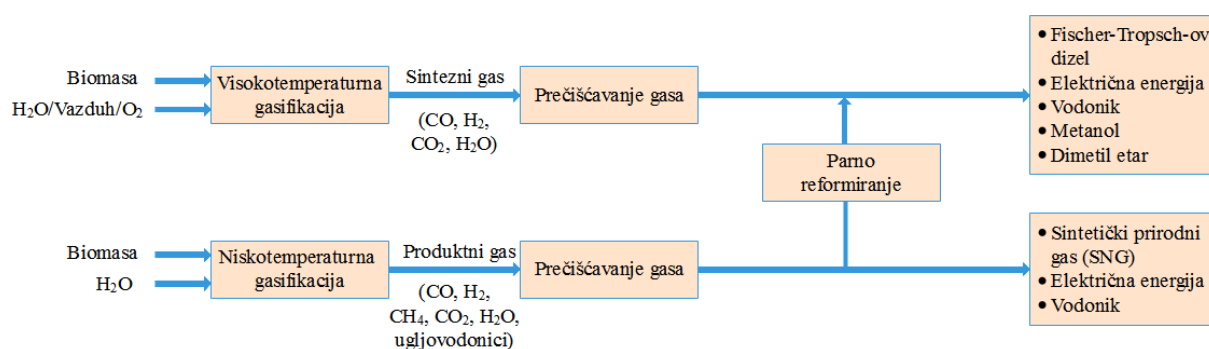 Biomasa
H₂O/Vazduh/O₂
Visokotemperaturna
gasifikacija
Sintezni gas
(CO, H₂,
CO₂, H₂O)
Prečišćavanje gasa
Parno
reformiranje
• Fischer-Tropsch-ov
dizel
• Električna energija
• Vodonik
• Metanol
• Dimetil etar
Biomasa
H₂O
Niskotemperaturna
gasifikacija
Produktni gas
(CO, H₂,
CH₄, CO₂, H₂O,
ugljovodonici)
Prečišćavanje gasa
• Sintetički prirodni
gas (SNG)
• Električna energija
• Vodonik